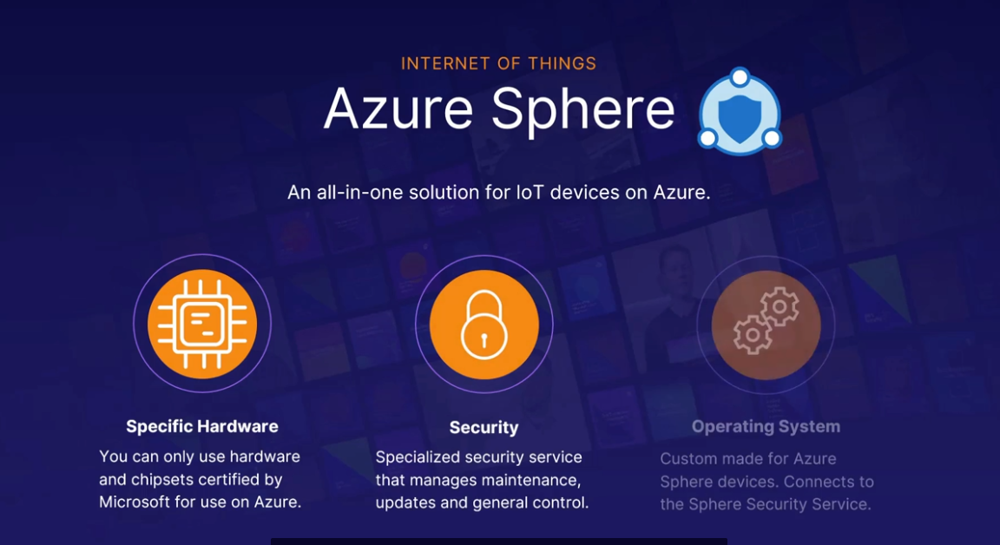 INTERNET OF THINGS
Azure Sphere
An all-in-one solution for IoT devices on Azure.
Specific Hardware
You can only use hardware
and chipsets certified by
Microsoft for use on Azure.
Security
Specialized security service
that manages maintenance,
updates and general control.
Operating System
Custom made for Azure
Sphere devices. Connects to
the Sphere Security Service.